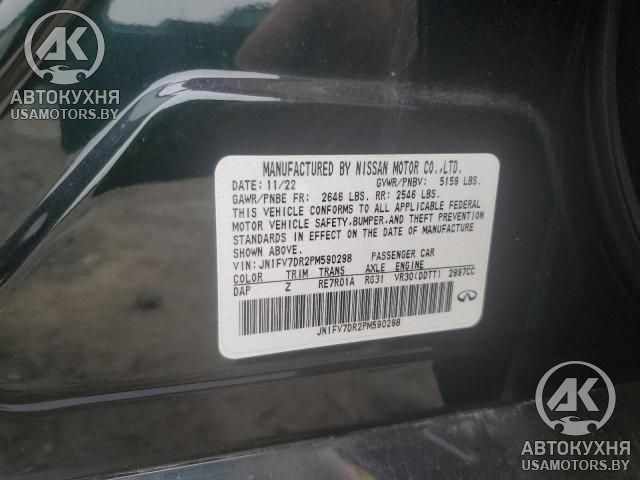 AK
АВТОКУХНЯ
USAMOTORS.BY
MANUFACTURED BY NISSAN MOTOR CO.,LTD.
DATE: 11/22 GVWR/PNBV: 5159 LBS.
GAWR/PNBE FR: 2646 LBS. RR: 2546 LBS.
THIS VEHICLE CONFORMS TO ALL APPLICABLE FEDERAL
MOTOR VEHICLE SAFETY,BUMPER,AND THEFT PREVENTION
STANDARDS IN EFFECT ON THE DATE OF MANUFACTURE
SHOWN ABOVE.
VIN: JN1FV7DR2PM590298 PASSENGER CAR
COLOR TRIM TRANS AXLE ENGINE
DAP Z RE7R01A RG31 VR30(DDTT) 2997CC
JN1FV7DR2PM590298
AK
АВТОКУХНЯ
USAMOTORS.BY